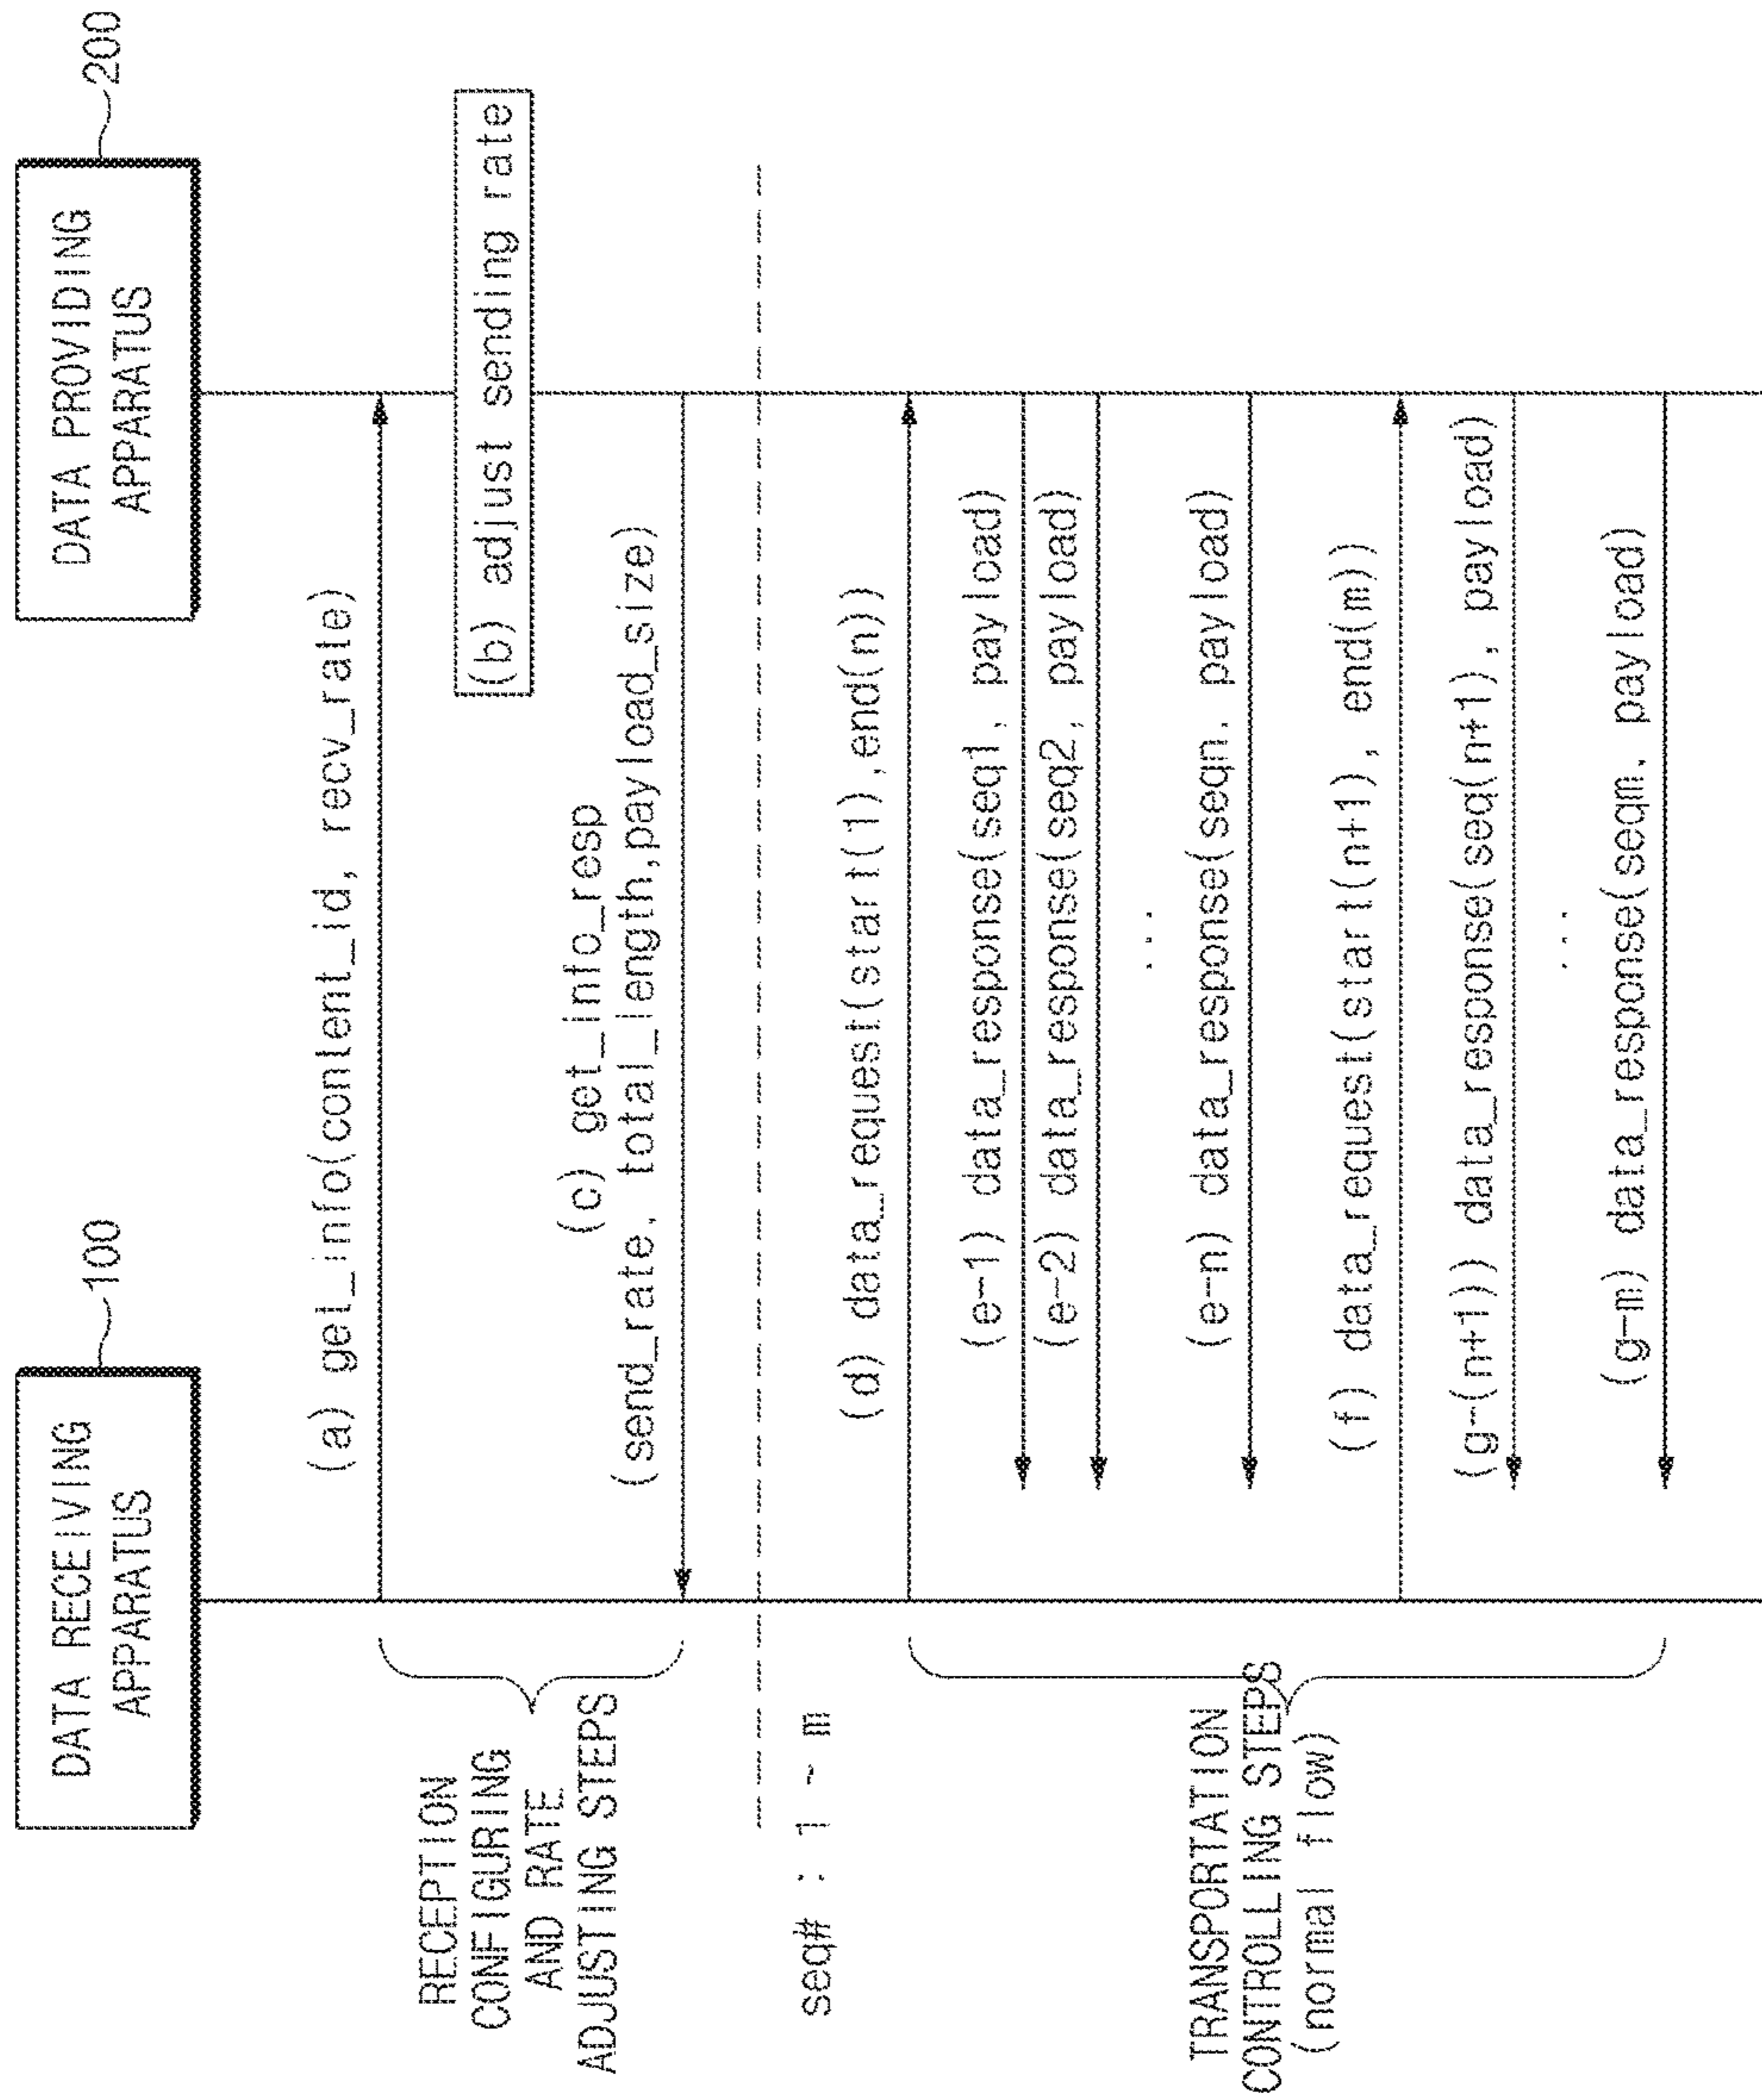 DATA RECEIVING
APPARATUS
100
DATA PROVIDING
APPARATUS
200
(a) get_info(content_id, recv_rate)
(b) adjust sending rate
(c) get_info_resp
(send_rate, total_length,payload_size)
RECEPTION
CONFIGURING
AND RATE
ADJUSTING STEPS
seq# : 1 ~ m
(d) data_request(start(1),end(n))
(e-1) data_response(seq1, payload)
(e-2) data_response(seq2, payload)
...
(e-n) data_response(seqn, payload)
(f) data_request(start(n+1), end(m))
(g-(n+1)) data_response(seq(n+1), payload)
...
(g-m) data_response(seqm, payload)
TRANSPORTATION
CONTROLLING STEPS
(normal flow)